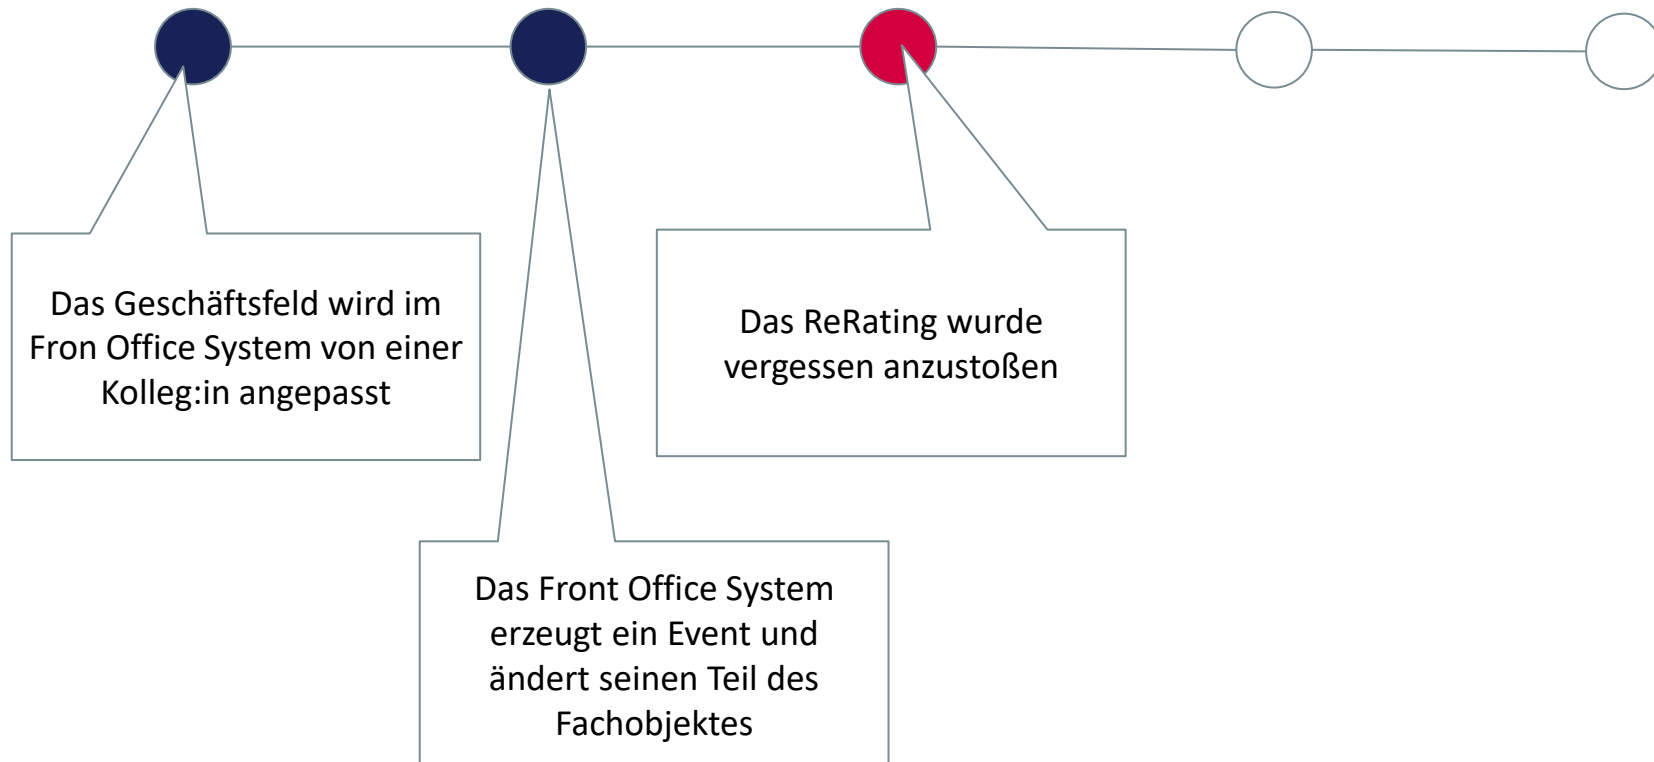 Das Geschäftsfeld wird im
Fron Office System von einer
Kolleg:in angepasst
Das Front Office System
erzeugt ein Event und
ändert seinen Teil des
Fachobjektes
Das ReRating wurde
vergessen anzustoßen